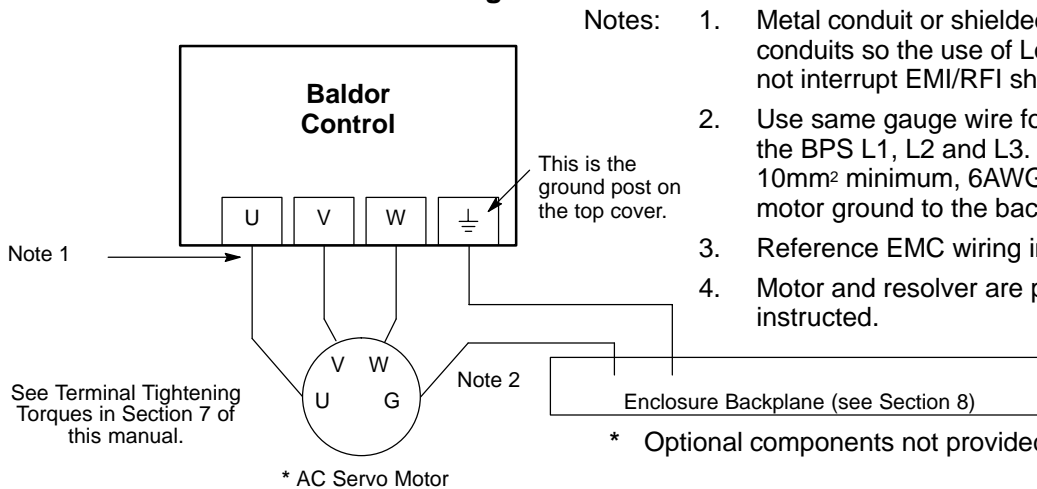 Notes:
1. Metal conduit or shielded
conduits so the use of
not interrupt EMI/RFI
2. Use same gauge wire
the BPS L1, L2 and L3.
10mm² minimum, 6AWG
motor ground to the
3. Reference EMC wiring
4. Motor and resolver are
instructed.
Baldor
Control
This is the
ground post on
the top cover.
U V W
Note 1
V W
U G
Note 2
See Terminal Tightening
Torques in Section 7 of
this manual.
* AC Servo Motor
Enclosure Backplane (see Section 8)
* Optional components not provided